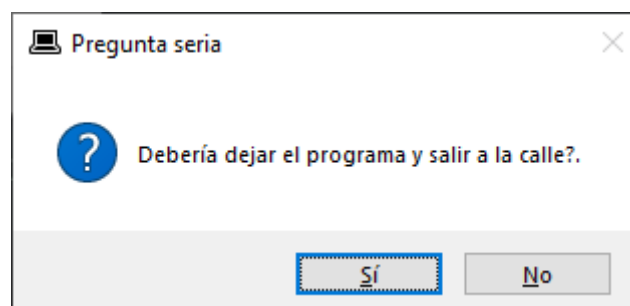 Pregunta seria
Debería dejar el programa y salir a la calle?.
Sí
No